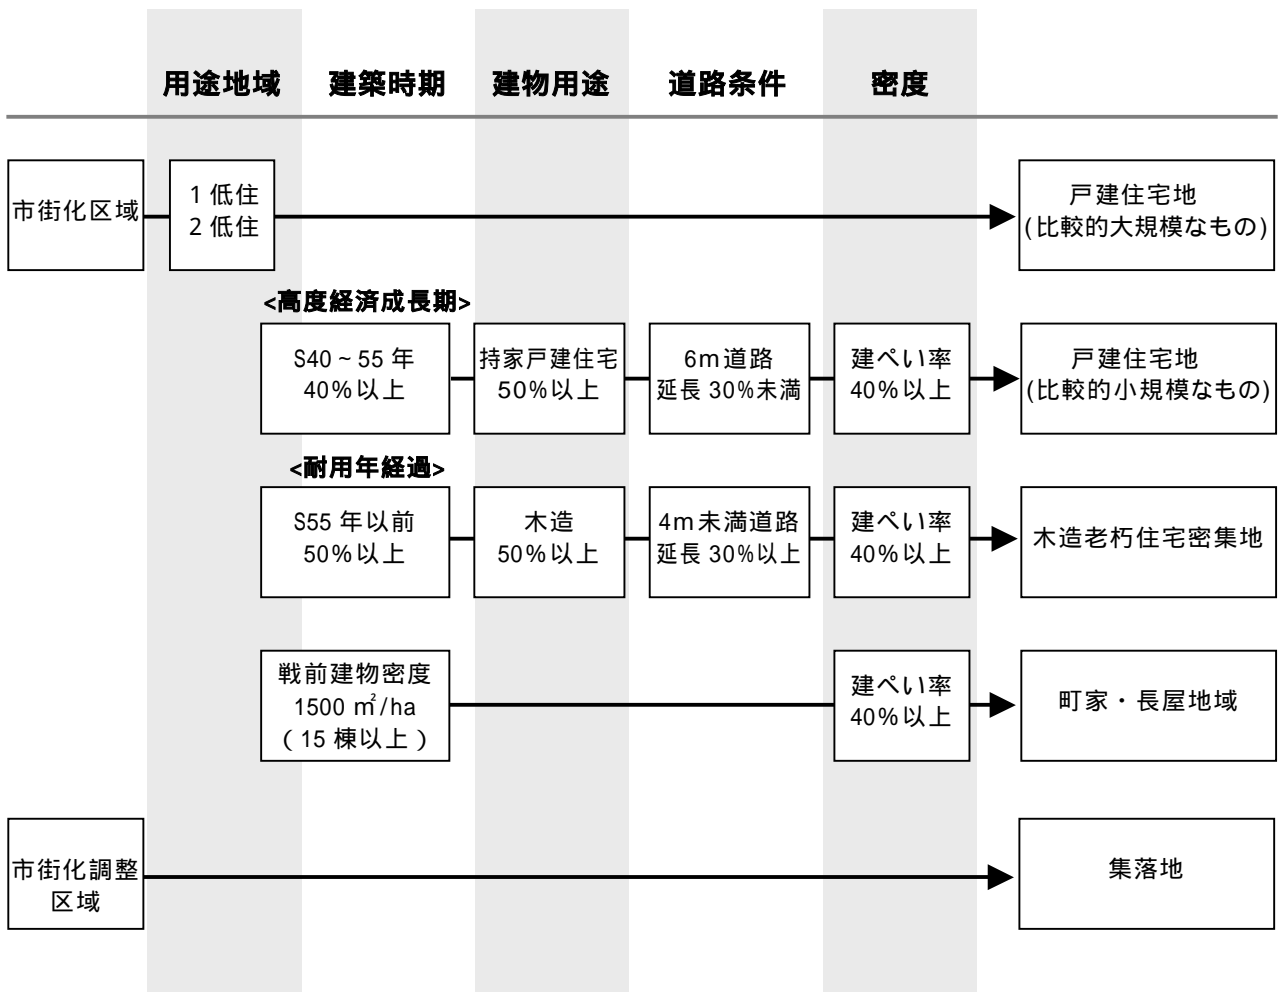 用途地域 建築時期 建物用途 道路条件 密度
市街化区域
1 低住
2 低住
戸建住宅地
(比較的大規模なもの)
<高度経済成長期>
S40～55 年
40%以上
持家戸建住宅
50%以上
6m道路
延長 30%未満
建ぺい率
40%以上
戸建住宅地
(比較的小規模なもの)
<耐用年経過>
S55 年以前
50%以上
木造
50%以上
4m未満道路
延長 30%以上
建ぺい率
40%以上
木造老朽住宅密集地
戦前建物密度
1500 ㎡/ha
（15 棟以上）
建ぺい率
40%以上
町家・長屋地域
市街化調整
区域
集落地